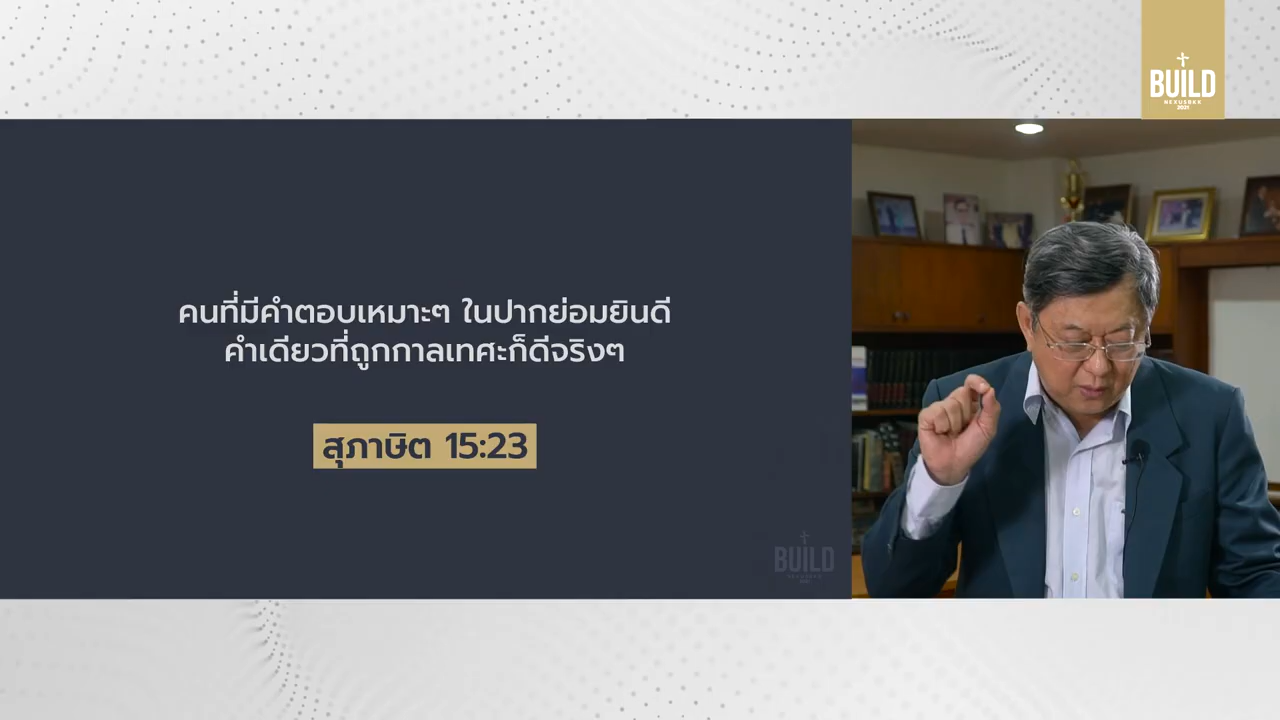 BUILD
NEXUSBKK
2021
คนที่มีคำตอบเหมาะๆ ในปากย่อมยินดี
คำเดียวที่ถูกกาลเทศะก็ดีจริงๆ
สุภาษิต 15:23
BUILD